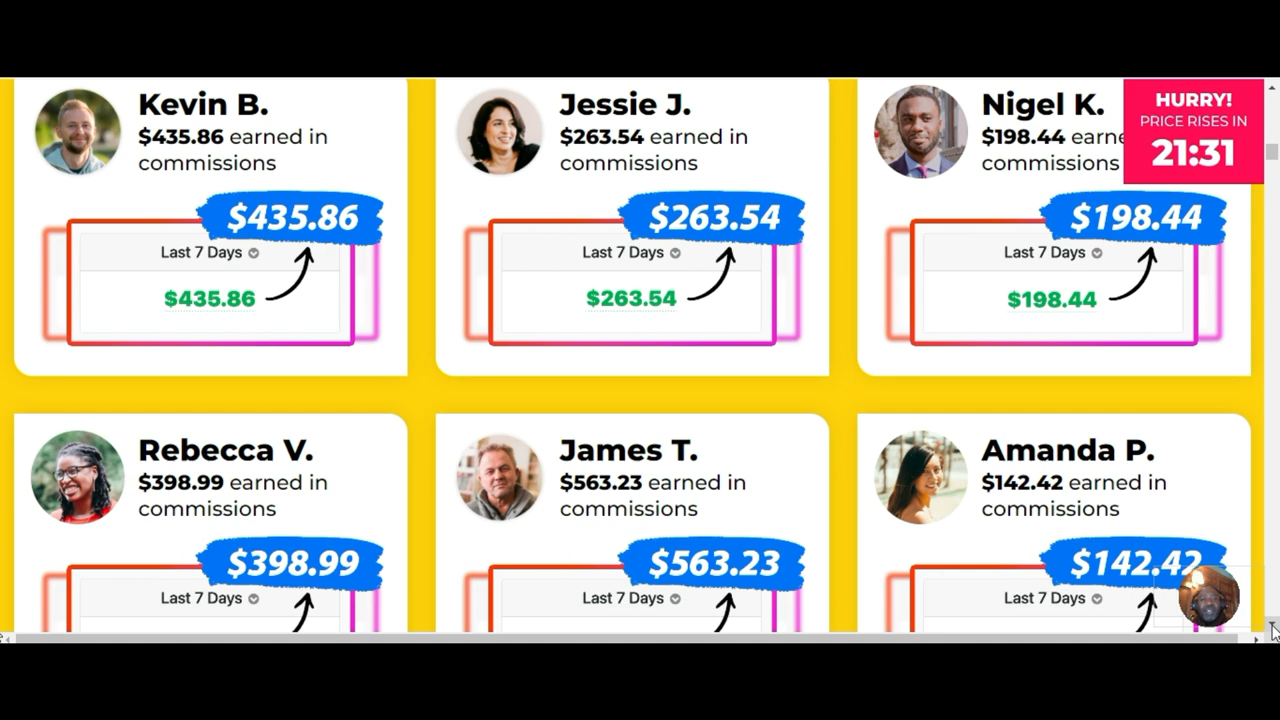 Kevin B.
$435.86 earned in
commissions
$435.86
Last 7 Days
$435.86
Jessie J.
$263.54 earned in
commissions
$263.54
Last 7 Days
$263.54
Nigel K.
$198.44 earne
commissions
$198.44
Last 7 Days
$198.44
HURRY!
PRICE RISES IN
21:31
Rebecca V.
$398.99 earned in
commissions
$398.99
Last 7 Days
James T.
$563.23 earned in
commissions
$563.23
Last 7 Days
Amanda P.
$142.42 earned in
commissions
$142.42
Last 7 Days